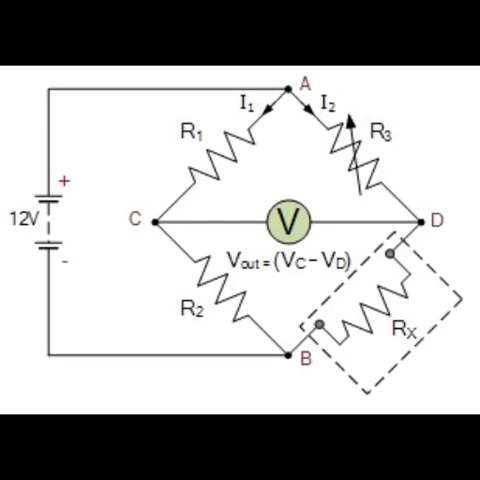 A
I₁
I₂
R₁
R₃
+
12V
-
C
V
D
Vout = (VC – VD)
R₂
RX
B